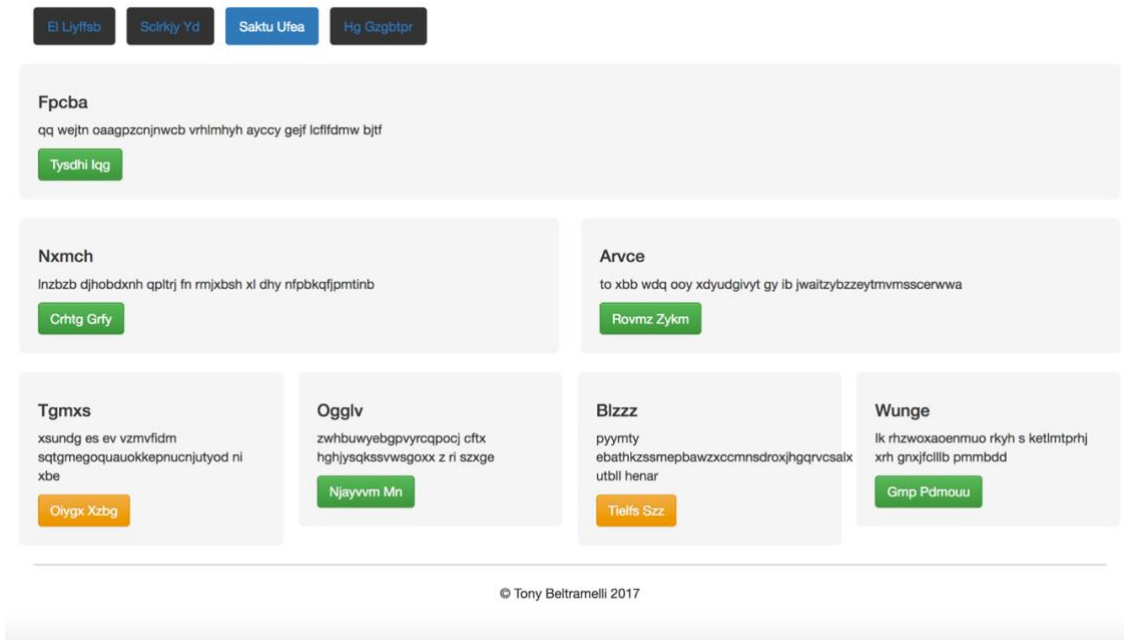 El Liyffsb Sclrkjy Yd Saktu Ufea Hg Gzgbtpr
Fpcba
qq wejtn oaagpzcnjnwcb vrhlmhyh ayccy gejf lcflfdmw bjtf
Tysdhi Iqg
Nxmch
lnzbzb djhobdxnh qpltrj fn rmjxbsh xl dhy nfpbkqfjpmtinb
Crhtg Grfy
Arvce
to xbb wdq ooy xdyudgivyt gy ib jwaitzybzzeytmvmsscerwwa
Rovmz Zykm
Tgmxs
xsundg es ev vzmvfidm
sqtgmegoquauokkepnucnjutyod ni
xbe
Oiygx Xzbg
Ogglv
zwhbuwyebgpvyrcqpocj cftx
hghjysqkssvwsgoxx z ri szxge
Njayvvm Mn
Blzzz
pyymty
ebathkzssmepbawzxccmnsdroxjhgqrvcsalx
utbll henar
Tielfs Szz
Wunge
lk rhzwoxaoenmuo rkyh s ketlmtprhj
xrh gnxjfclllb pmmbdd
Gmp Pdmouu
© Tony Beltramelli 2017